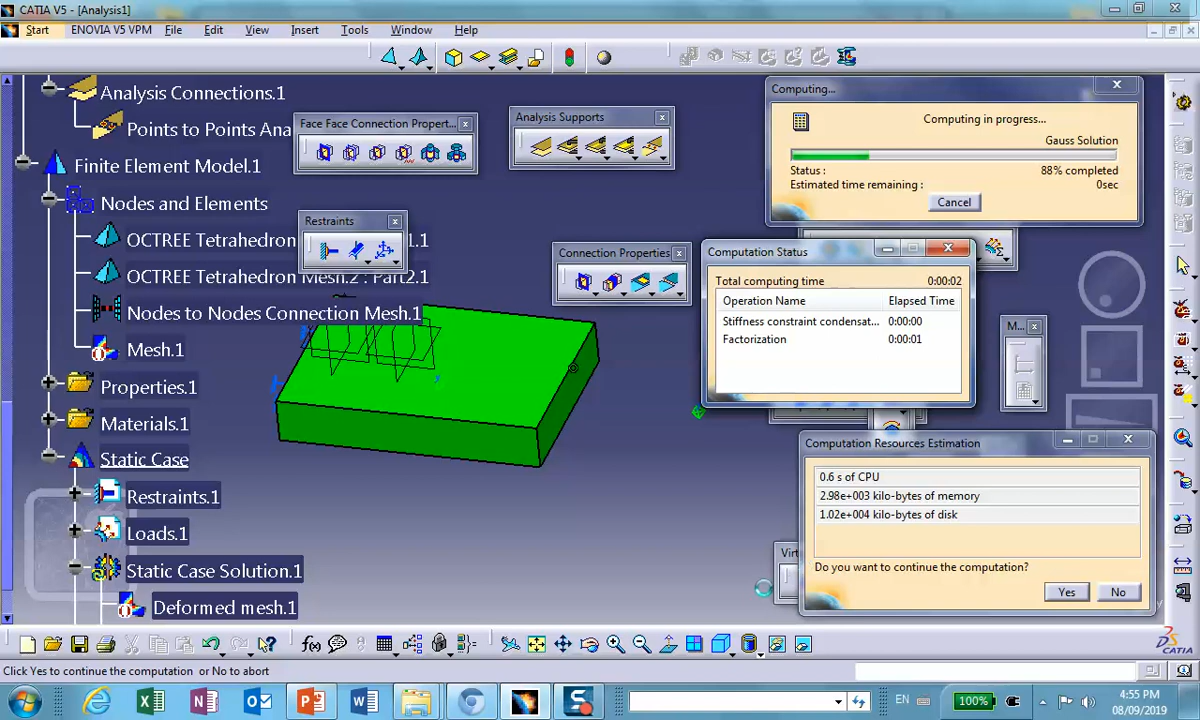 CATIA V5 - [Analysis1]
Start ENOVIA V5 VPM File Edit View Insert Tools Window Help
Analysis Connections.1
Points to Points Ana
Finite Element Model.1
Nodes and Elements
OCTREE Tetrahedron 1.1
OCTREE Tetrahedron Mesh.2 : Part2.1
Nodes to Nodes Connection Mesh.1
Mesh.1
Properties.1
Materials.1
Static Case
Restraints.1
Loads.1
Static Case Solution.1
Deformed mesh.1
Face Face Connection Propert...
Analysis Supports
Restraints
Connection Properties
Computing...
Computing in progress...
Gauss Solution
Status : 88% completed
Estimated time remaining : 0sec
Cancel
Computation Status
Total computing time 0:00:02
Operation Name Elapsed Time
Stiffness constraint condensat... 0:00:00
Factorization 0:00:01
M...
Computation Resources Estimation
0.6 s of CPU
2.98e+003 kilo-bytes of memory
1.02e+004 kilo-bytes of disk
Do you want to continue the computation?
Yes No
Virt
CATIA
Click Yes to continue the computation or No to abort
EN 100% 4:55 PM
08/09/2019